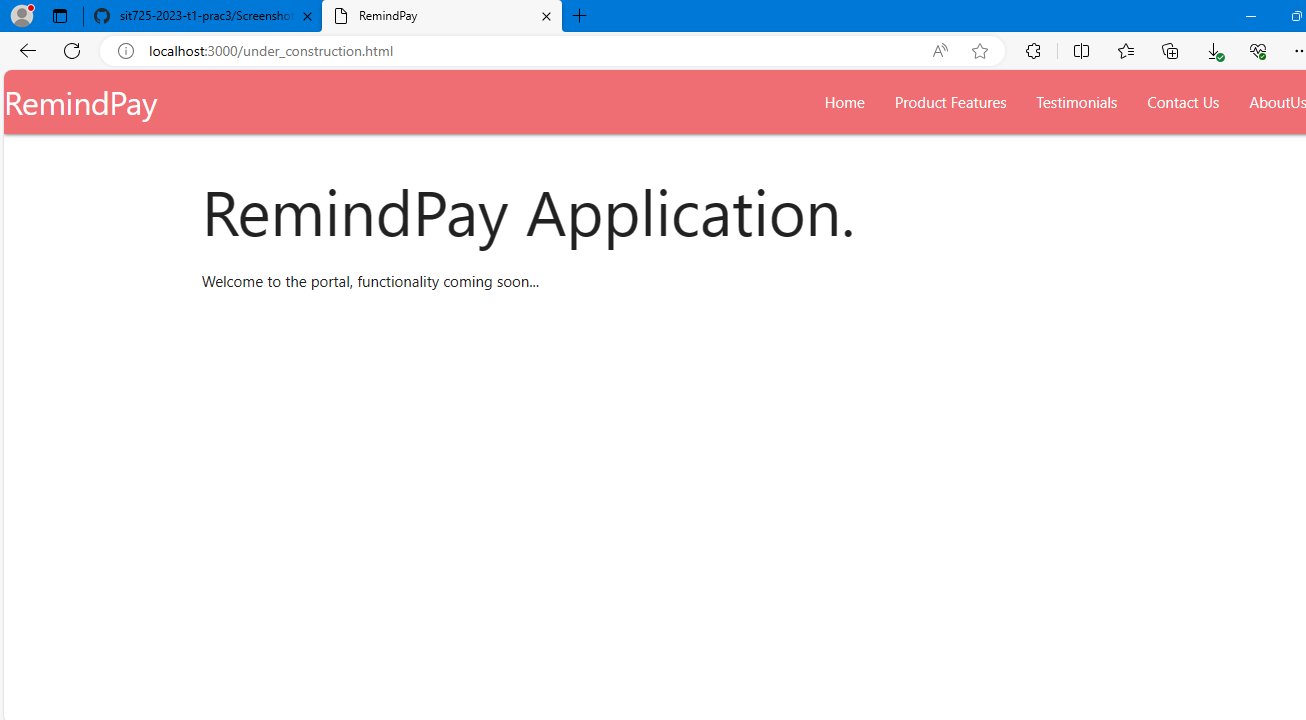 sit725-2023-t1-prac3/Screenshot
RemindPay
localhost:3000/under_construction.html
RemindPay
Home
Product Features
Testimonials
Contact Us
AboutUs
RemindPay Application.
Welcome to the portal, functionality coming soon...